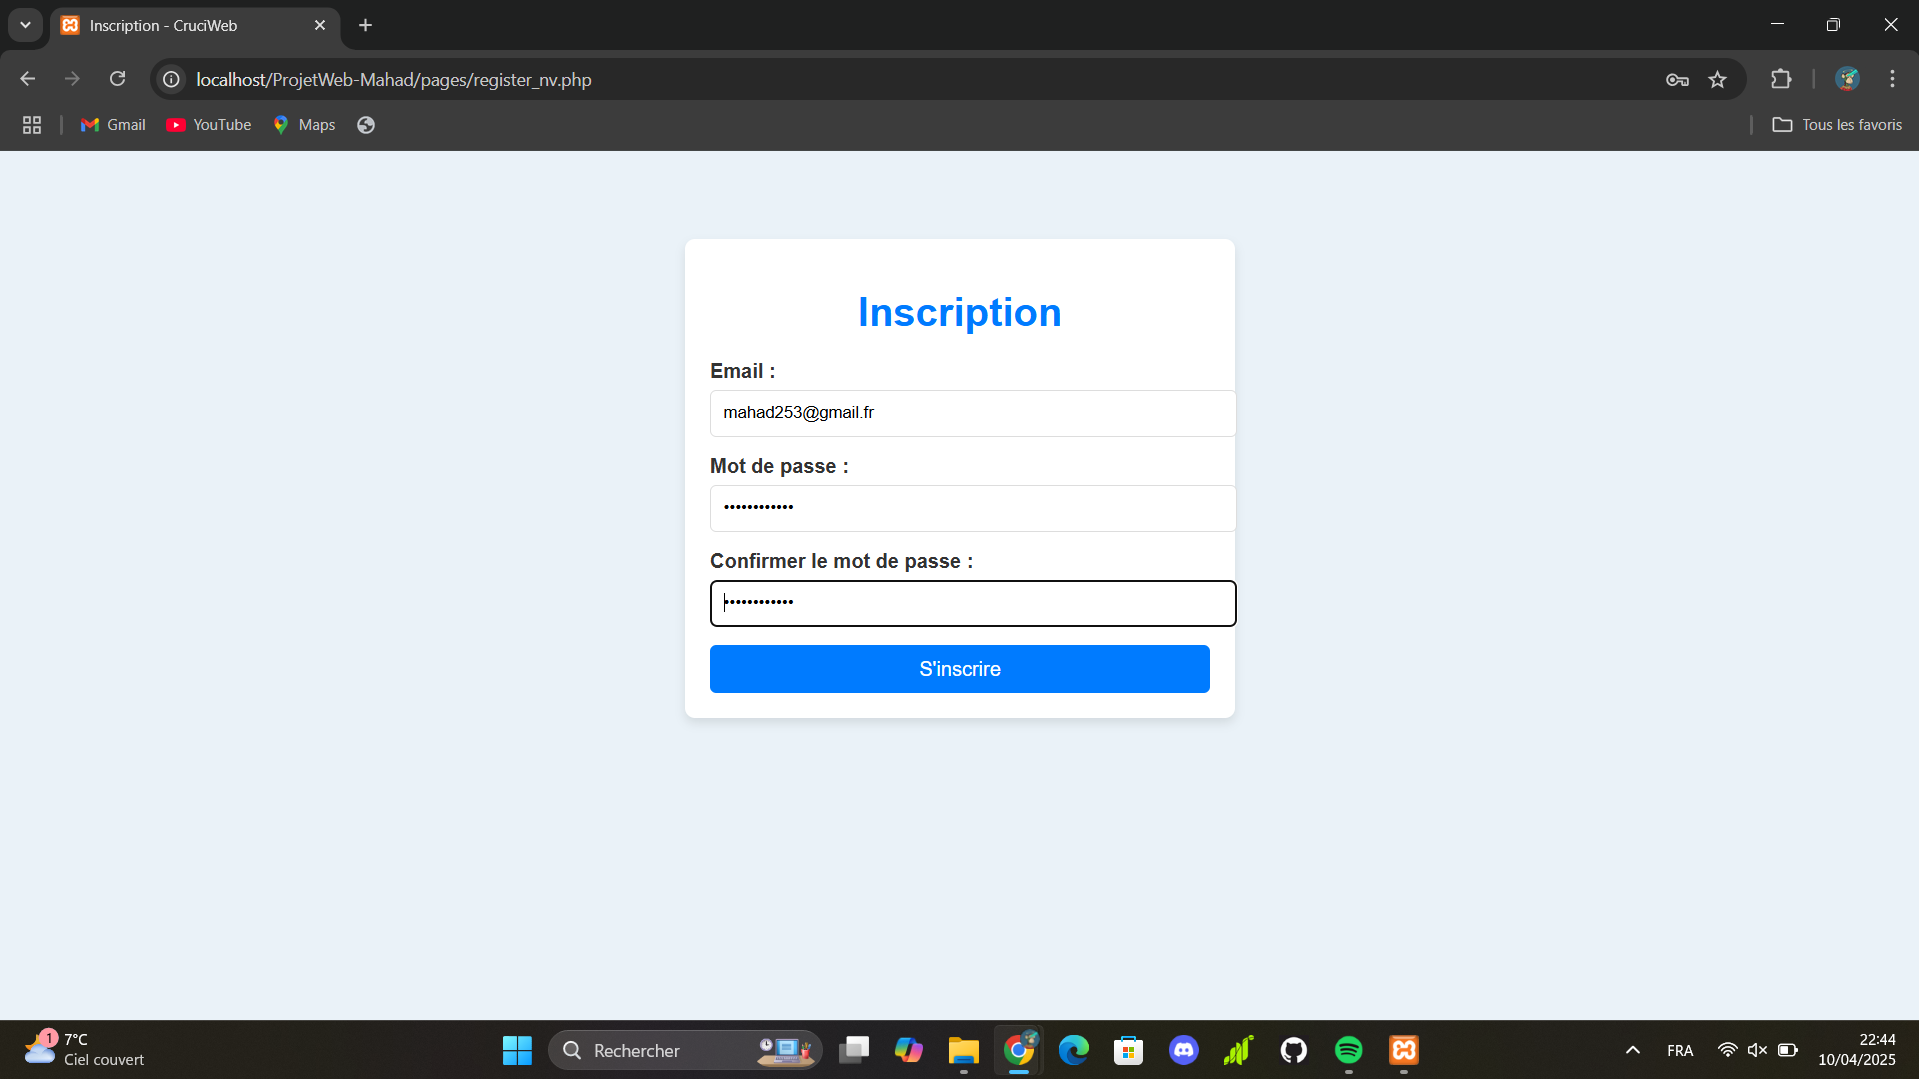 Inscription - CruciWeb
localhost/ProjetWeb-Mahad/pages/register_nv.php
Gmail
YouTube
Maps
Tous les favoris
Inscription
Email :
mahad253@gmail.fr
Mot de passe :
••••••••••••
Confirmer le mot de passe :
••••••••••••
S'inscrire
1
7°C
Ciel couvert
Rechercher
FRA
22:44
10/04/2025